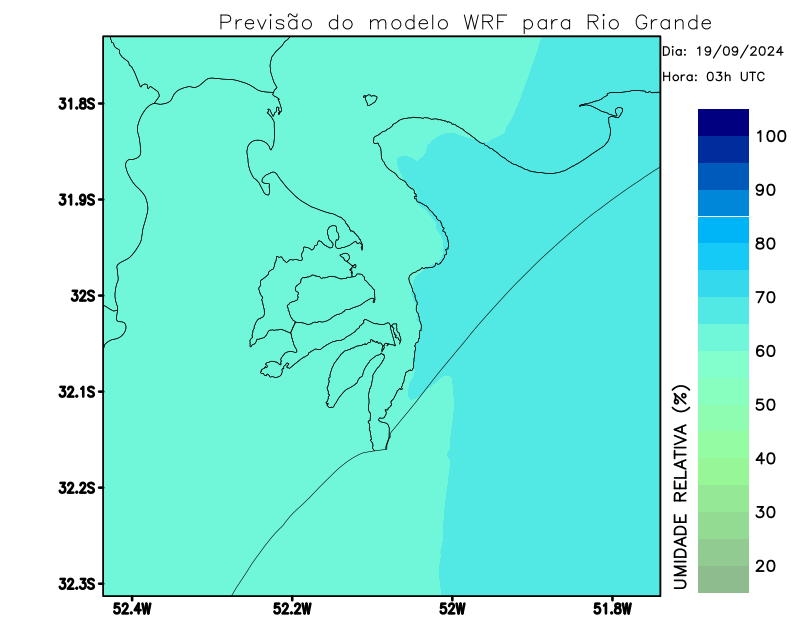 Previsão do modelo WRF para Rio Grande
Dia: 19/09/2024
Hora: 03h UTC
31.8S
31.9S
32S
32.1S
32.2S
32.3S
52.4W
52.2W
52W
51.8W
100
90
80
70
60
50
40
30
20
UMIDADE RELATIVA (%)